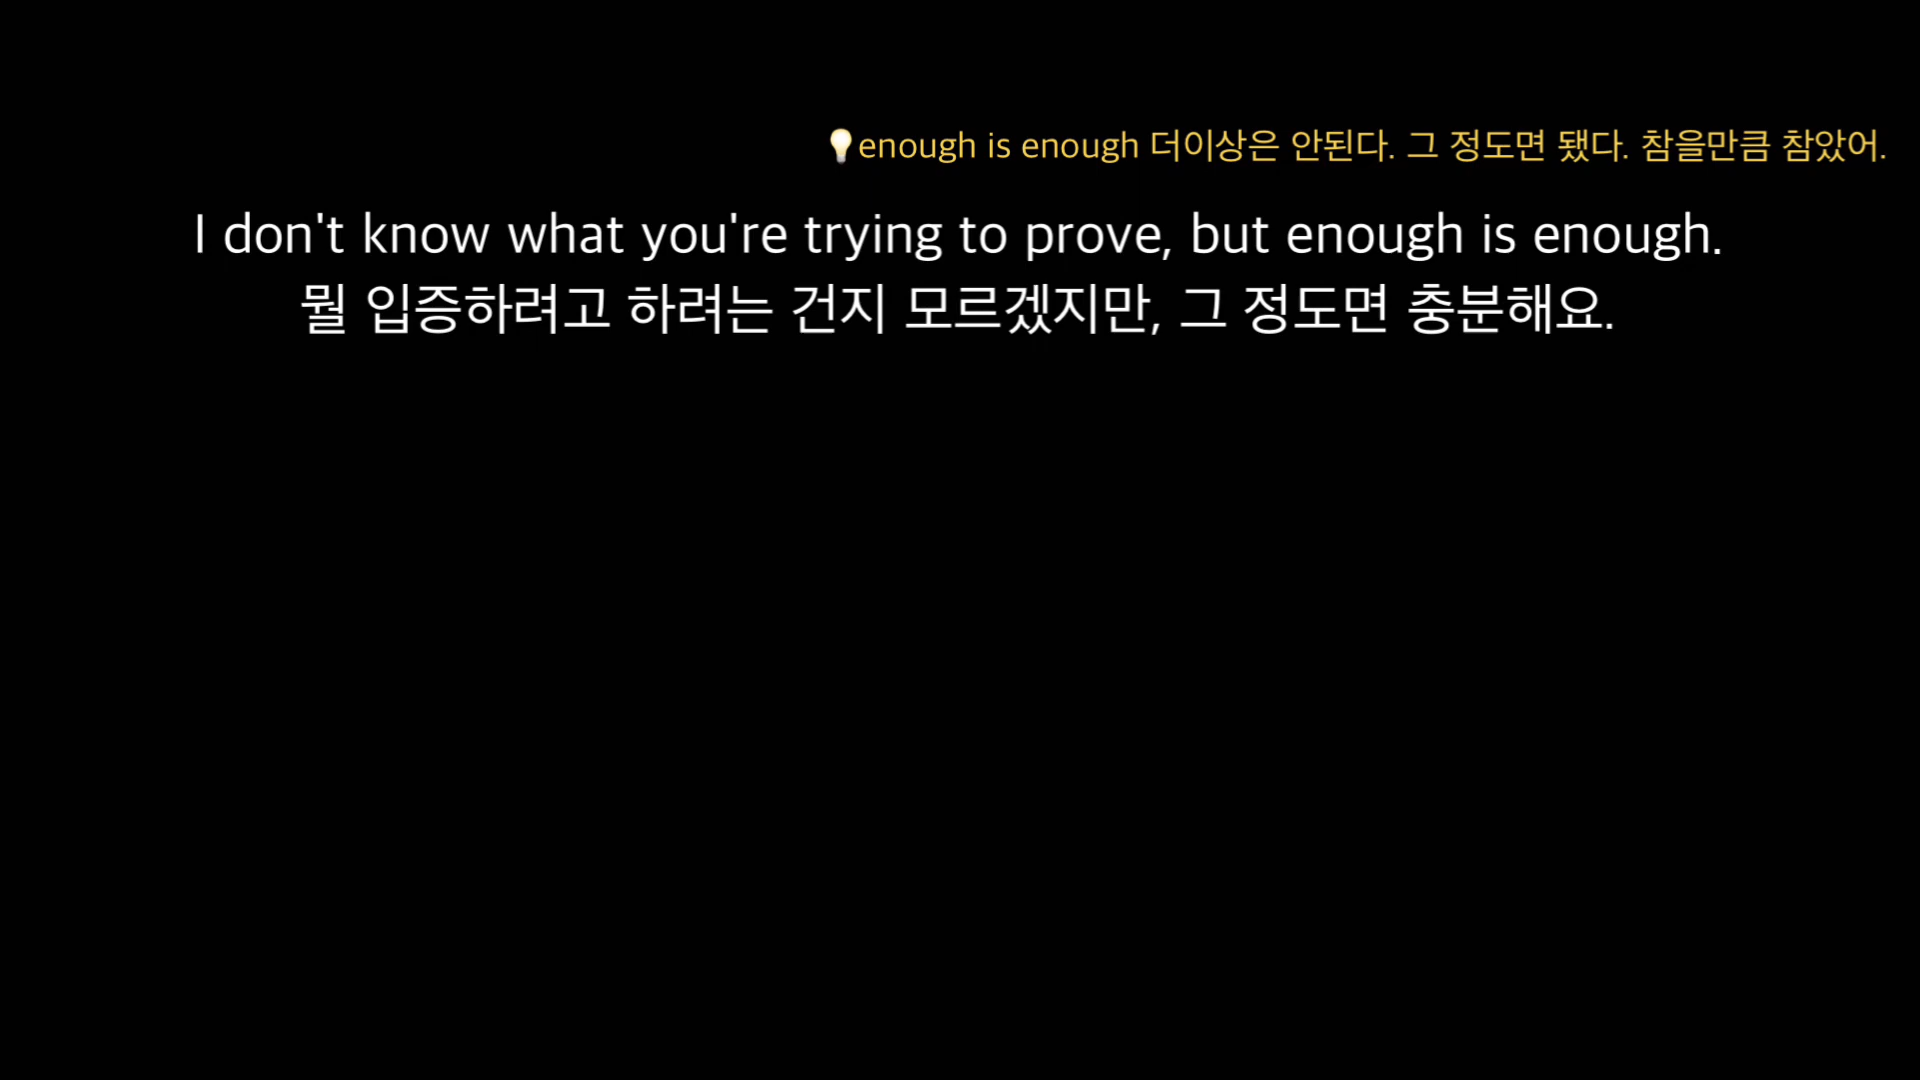 💡enough is enough 더이상은 안된다. 그 정도면 됐다. 참을만큼 참았어.
I don't know what you're trying to prove, but enough is enough.
뭘 입증하려고 하려는 건지 모르겠지만, 그 정도면 충분해요.